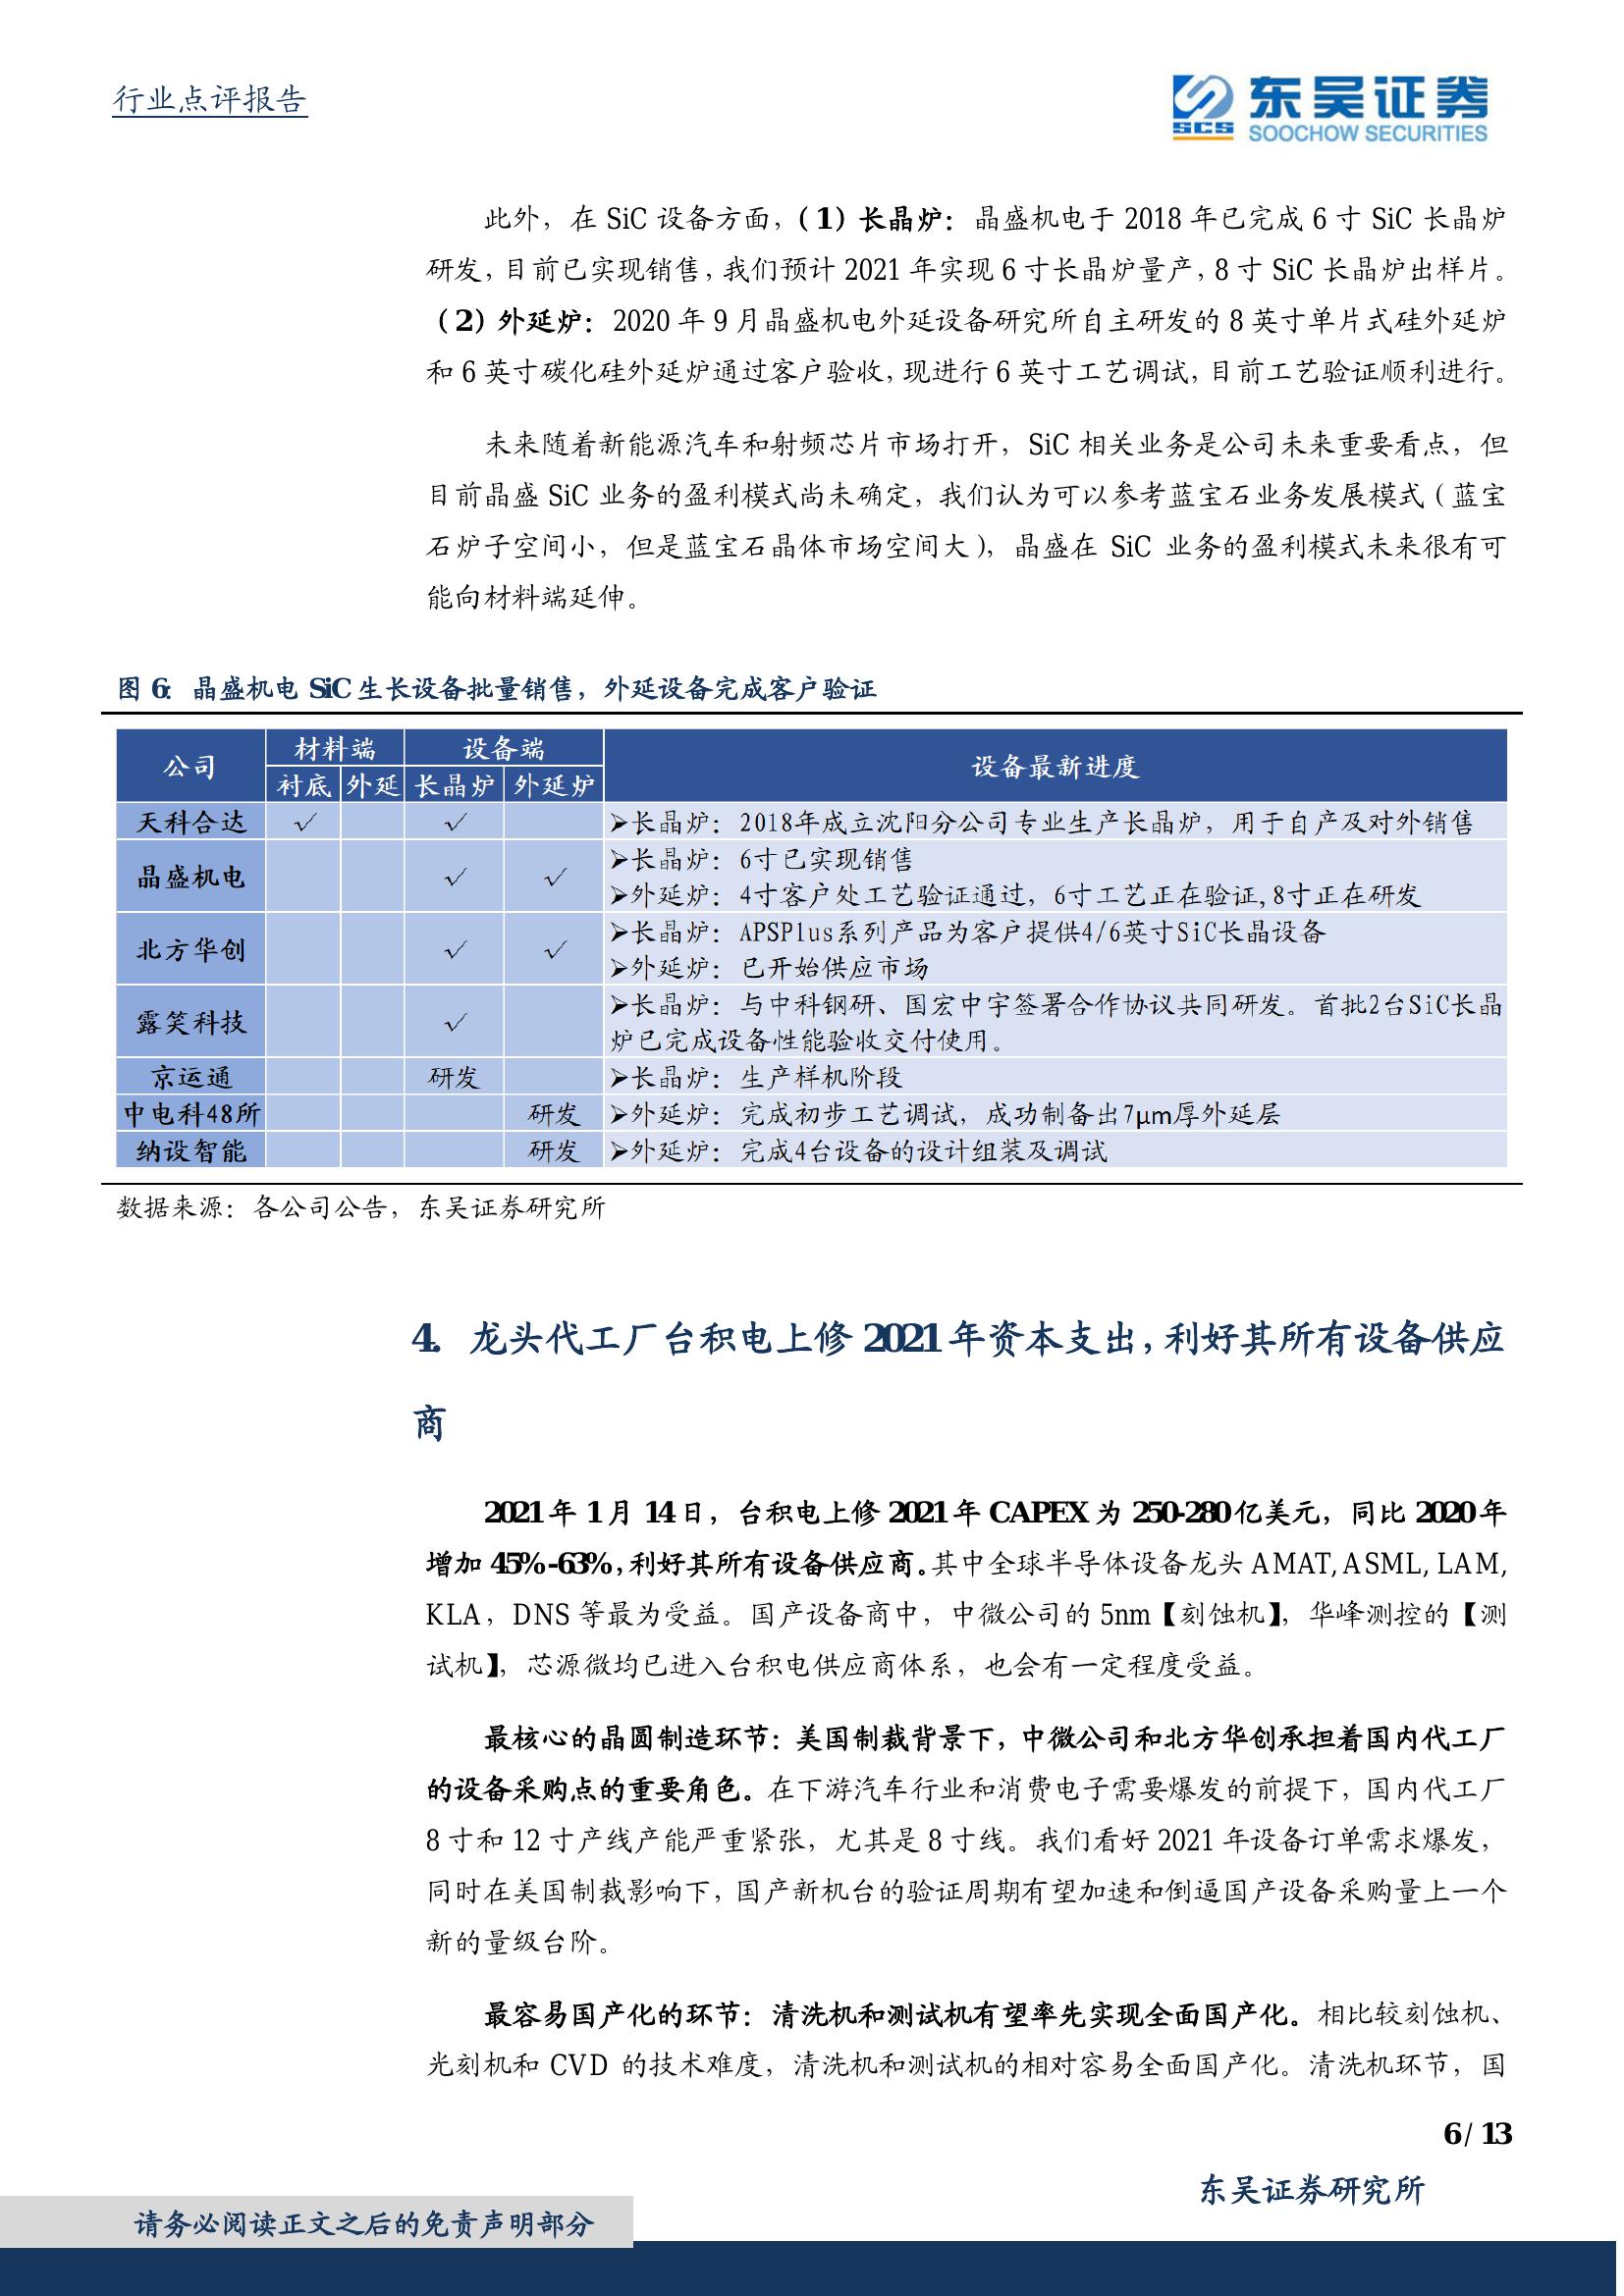 行业点评报告
SCS 东吴证券
SOOCHOW SECURITIES
此外，在 SiC 设备方面，（1）长晶炉：晶盛机电于 2018 年已完成 6 寸 SiC 长晶炉
研发，目前已实现销售，我们预计 2021 年实现 6 寸长晶炉量产，8 寸 SiC 长晶炉出样片。
（2）外延炉：2020 年 9 月晶盛机电外延设备研究所自主研发的 8 英寸单片式硅外延炉
和 6 英寸碳化硅外延炉通过客户验收，现进行 6 英寸工艺调试，目前工艺验证顺利进行。
未来随着新能源汽车和射频芯片市场打开，SiC 相关业务是公司未来重要看点，但
目前晶盛 SiC 业务的盈利模式尚未确定，我们认为可以参考蓝宝石业务发展模式（蓝宝
石炉子空间小，但是蓝宝石晶体市场空间大），晶盛在 SiC 业务的盈利模式未来很有可
能向材料端延伸。
图 6：晶盛机电 SiC 生长设备批量销售，外延设备完成客户验证
公司 材料端 设备端 设备最新进度
衬底 外延 长晶炉 外延炉
天科合达 √ √ ➢长晶炉：2018年成立沈阳分公司专业生产长晶炉，用于自产及对外销售
晶盛机电 √ √ ➢长晶炉：6寸已实现销售
➢外延炉：4寸客户处工艺验证通过，6寸工艺正在验证,8寸正在研发
北方华创 √ √ ➢长晶炉：APSPlus系列产品为客户提供4/6英寸SiC长晶设备
➢外延炉：已开始供应市场
露笑科技 √ ➢长晶炉：与中科钢研、国宏中宇签署合作协议共同研发。首批2台SiC长晶
炉已完成设备性能验收交付使用。
京运通 研发 ➢长晶炉：生产样机阶段
中电科48所 研发 ➢外延炉：完成初步工艺调试，成功制备出7μm厚外延层
纳设智能 研发 ➢外延炉：完成4台设备的设计组装及调试
数据来源：各公司公告，东吴证券研究所
4. 龙头代工厂台积电上修 2021 年资本支出，利好其所有设备供应
商
2021 年 1 月 14 日，台积电上修 2021 年 CAPEX 为 250-280 亿美元，同比 2020 年
增加 45%-63%，利好其所有设备供应商。其中全球半导体设备龙头 AMAT, ASML, LAM,
KLA，DNS 等最为受益。国产设备商中，中微公司的 5nm【刻蚀机】，华峰测控的【测
试机】，芯源微均已进入台积电供应商体系，也会有一定程度受益。
最核心的晶圆制造环节：美国制裁背景下，中微公司和北方华创承担着国内代工厂
的设备采购点的重要角色。在下游汽车行业和消费电子需要爆发的前提下，国内代工厂
8 寸和 12 寸产线产能严重紧张，尤其是 8 寸线。我们看好 2021 年设备订单需求爆发，
同时在美国制裁影响下，国产新机台的验证周期有望加速和倒逼国产设备采购量上一个
新的量级台阶。
最容易国产化的环节：清洗机和测试机有望率先实现全面国产化。相比较刻蚀机、
光刻机和 CVD 的技术难度，清洗机和测试机的相对容易全面国产化。清洗机环节，国
6 / 13
东吴证券研究所
请务必阅读正文之后的免责声明部分